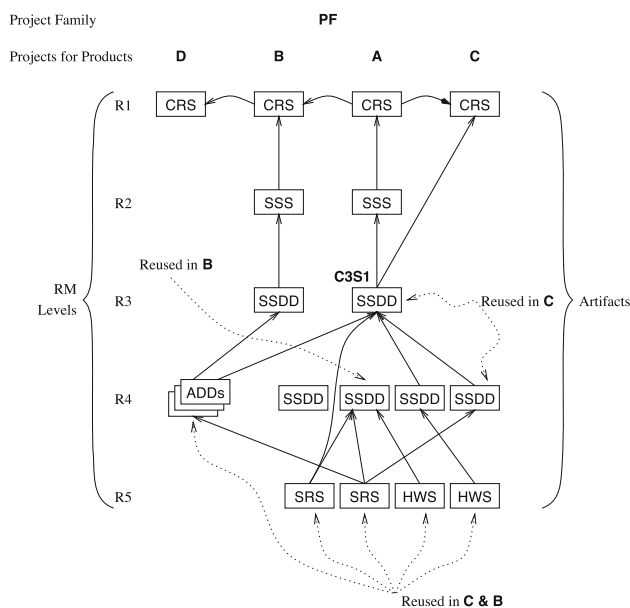 Project Family PF
Projects for Products D B A C
R1 CRS CRS CRS CRS
R2 SSS SSS
Reused in B
C3S1
RM Levels R3 SSDD SSDD Reused in C Artifacts
R4 ADDs SSDD SSDD SSDD SSDD
R5 SRS SRS HWS HWS
Reused in C & B